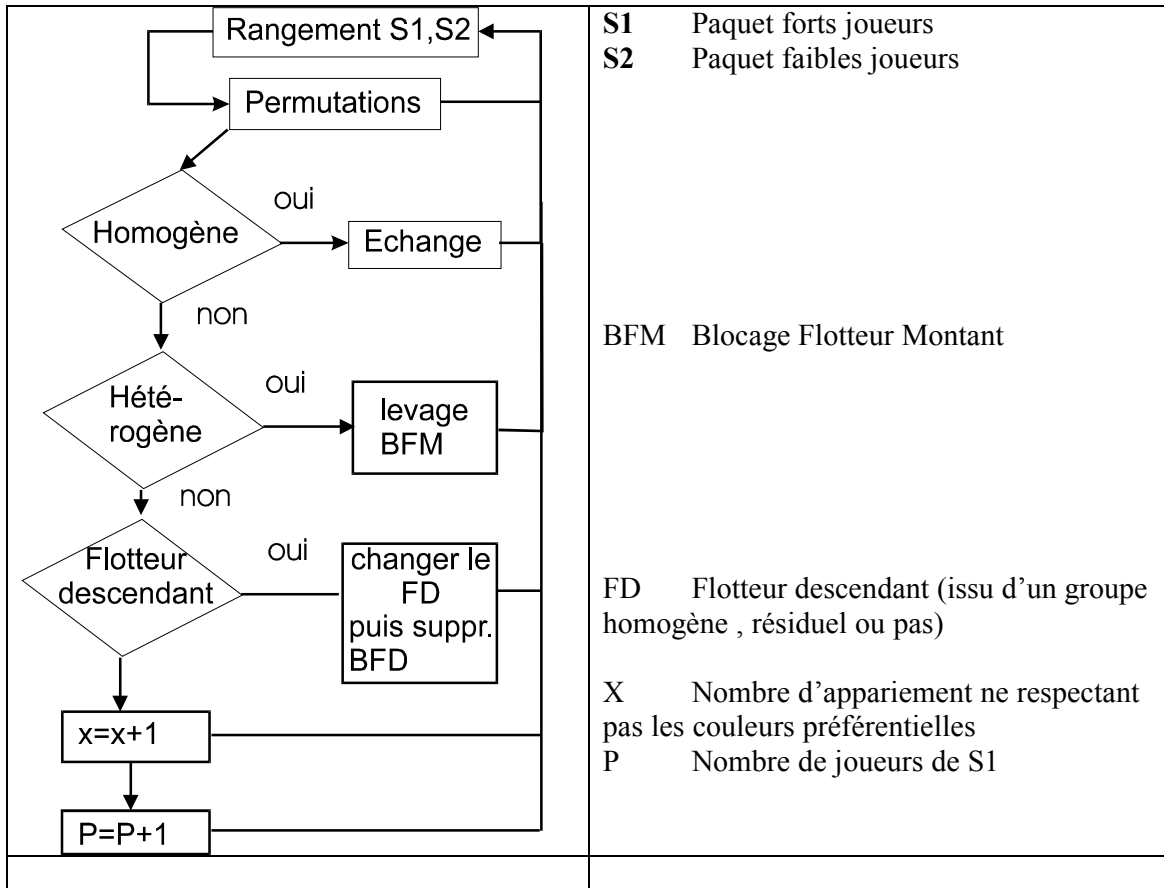 Rangement S1,S2
Permutations
Homogène
oui
Echange
non
Hété-
rogène
oui
levage
BFM
non
Flotteur
descendant
oui
changer le
FD
puis suppr.
BFD
x=x+1
P=P+1
S1 Paquet forts joueurs
S2 Paquet faibles joueurs
BFM Blocage Flotteur Montant
FD Flotteur descendant (issu d’un groupe
homogène , résiduel ou pas)
X Nombre d’appariement ne respectant
pas les couleurs préférentielles
P Nombre de joueurs de S1